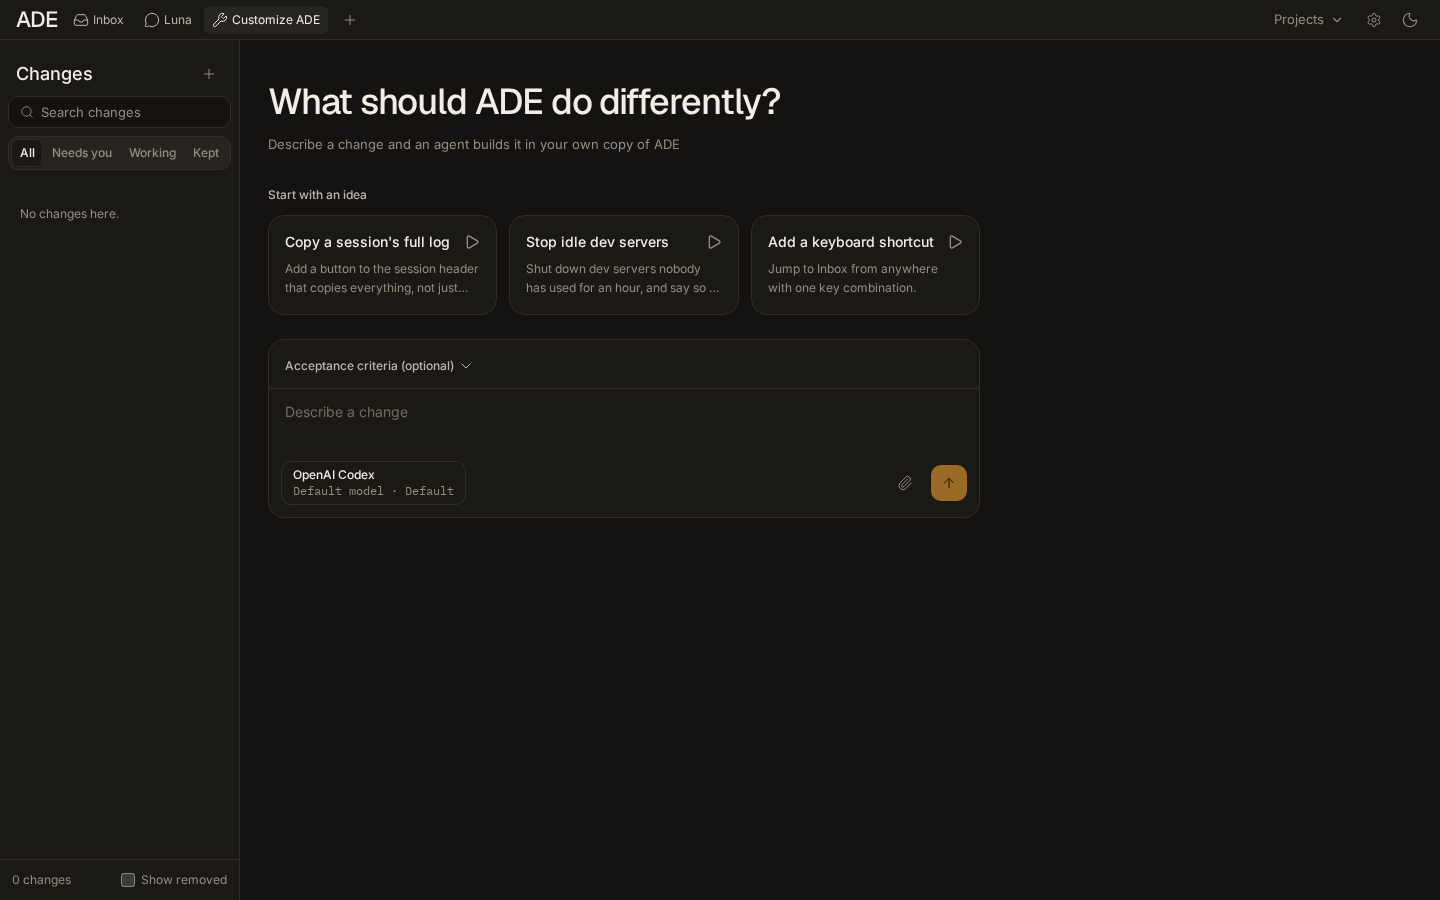 ADE
Inbox
Luna
Customize ADE
Projects
Changes
Search changes
All
Needs you
Working
Kept
No changes here.
0 changes
Show removed
What should ADE do differently?
Describe a change and an agent builds it in your own copy of ADE
Start with an idea
Copy a session's full log
Add a button to the session header
that copies everything, not just…
Stop idle dev servers
Shut down dev servers nobody
has used for an hour, and say so …
Add a keyboard shortcut
Jump to Inbox from anywhere
with one key combination.
Acceptance criteria (optional)
Describe a change
OpenAI Codex
Default model · Default